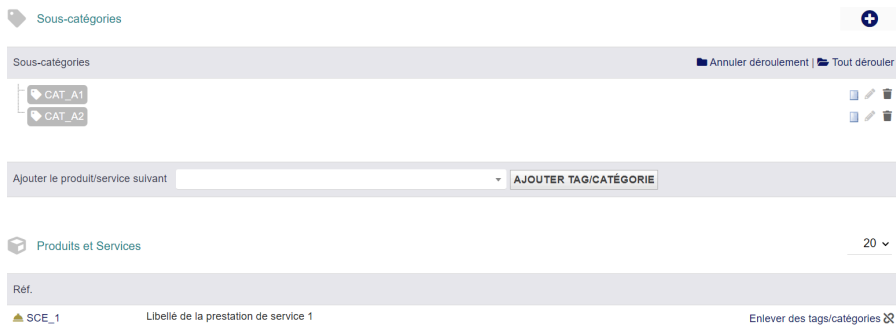 Sous-catégories
Sous-catégories Annuler déroulement | Tout dérouler
CAT_A1
CAT_A2
Ajouter le produit/service suivant AJOUTER TAG/CATÉGORIE
Produits et Services 20
Réf.
SCE_1 Libellé de la prestation de service 1 Enlever des tags/catégories